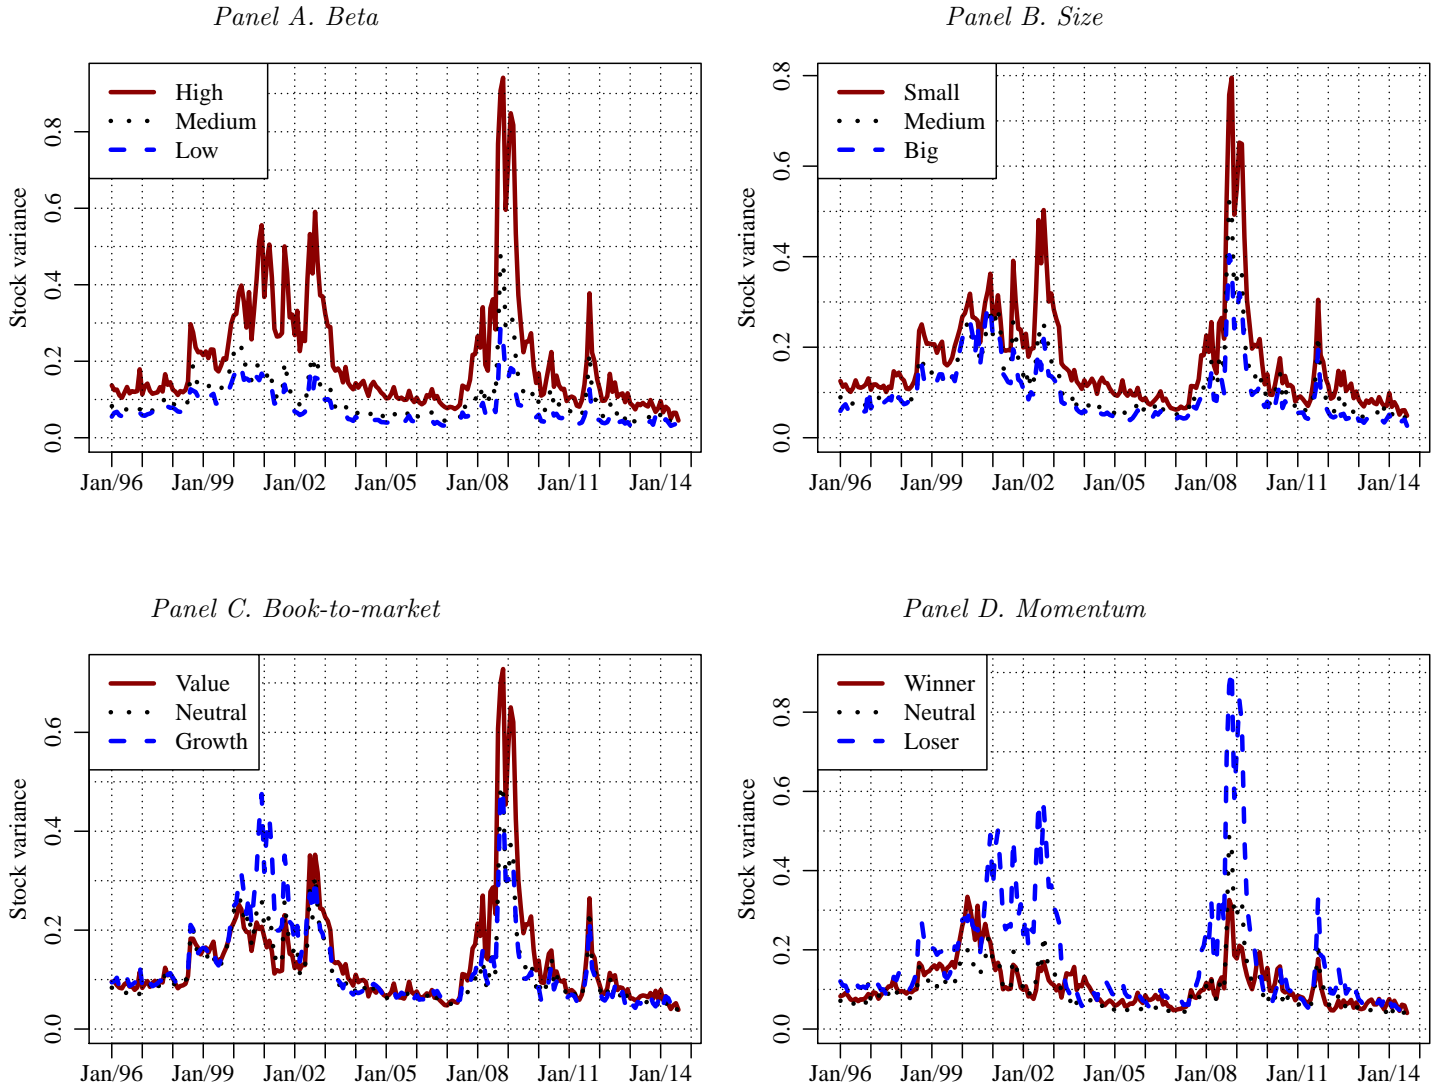 Panel A. Beta
High
Medium
Low
Stock variance
0.0
0.2
0.4
0.6
0.8
Jan/96 Jan/99 Jan/02 Jan/05 Jan/08 Jan/11 Jan/14
Panel B. Size
Small
Medium
Big
Stock variance
0.0
0.2
0.4
0.6
0.8
Jan/96 Jan/99 Jan/02 Jan/05 Jan/08 Jan/11 Jan/14
Panel C. Book-to-market
Value
Neutral
Growth
Stock variance
0.0
0.2
0.4
0.6
Jan/96 Jan/99 Jan/02 Jan/05 Jan/08 Jan/11 Jan/14
Panel D. Momentum
Winner
Neutral
Loser
Stock variance
0.0
0.2
0.4
0.6
0.8
Jan/96 Jan/99 Jan/02 Jan/05 Jan/08 Jan/11 Jan/14